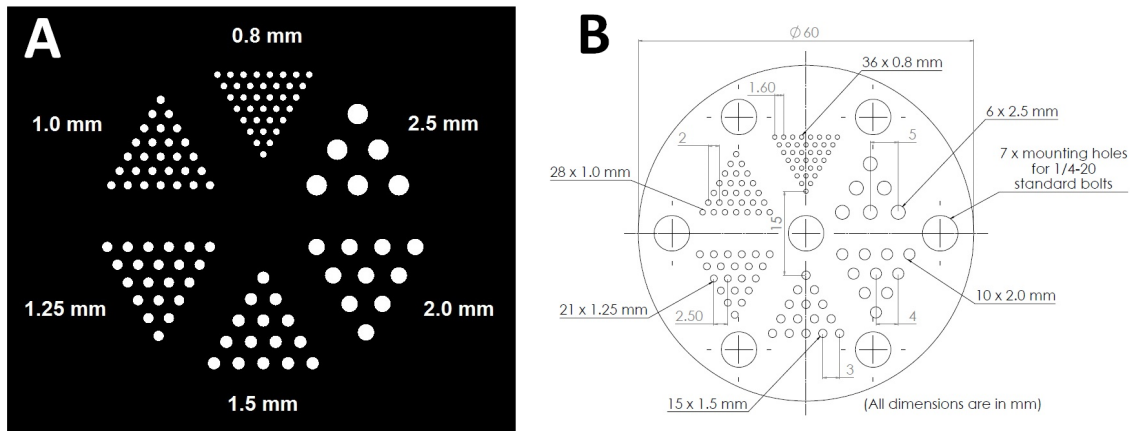 A
0.8 mm
1.0 mm
2.5 mm
1.25 mm
2.0 mm
1.5 mm
B
Ø 60
36 x 0.8 mm
1.60
6 x 2.5 mm
5
2
7 x mounting holes
for 1/4-20
standard bolts
28 x 1.0 mm
15
21 x 1.25 mm
10 x 2.0 mm
2.50
4
3
15 x 1.5 mm
(All dimensions are in mm)